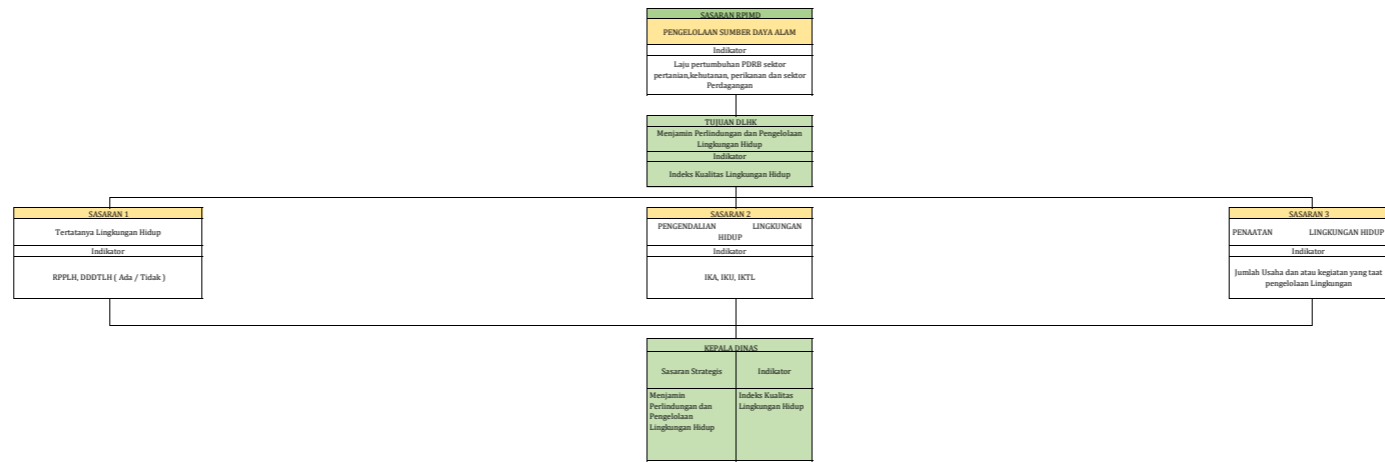 SASARAN RPJMD
PENGELOLAAN SUMBER DAYA ALAM
Indikator
Laju pertumbuhan PDRB sektor
pertanian,kehutanan, perikanan dan sektor
Perdagangan
TUJUAN DLHK
Menjamin Perlindungan dan Pengelolaan
Lingkungan Hidup
Indikator
Indeks Kualitas Lingkungan Hidup
SASARAN 1
Tertatanya Lingkungan Hidup
Indikator
RPPLH, DDDTLH ( Ada / Tidak )
SASARAN 2
PENGENDALIAN LINGKUNGAN
HIDUP
Indikator
IKA, IKU, IKTL
SASARAN 3
PENAATAN LINGKUNGAN HIDUP
Indikator
Jumlah Usaha dan atau kegiatan yang taat
pengelolaan Lingkungan
KEPALA DINAS
Sasaran Strategis
Indikator
Menjamin
Perlindungan dan
Pengelolaan
Lingkungan Hidup
Indeks Kualitas
Lingkungan Hidup